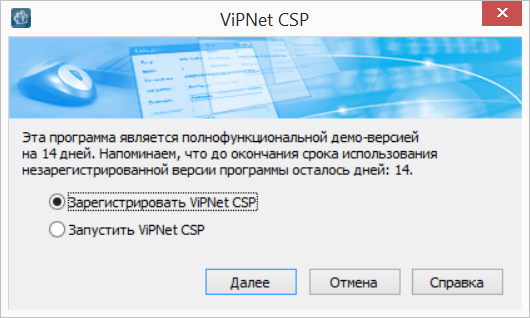 ViPNet CSP
Эта программа является полнофункциональной демо-версией
на 14 дней. Напоминаем, что до окончания срока использования
незарегистрированной версии программы осталось дней: 14.
Зарегистрировать ViPNet CSP
Запустить ViPNet CSP
Далее
Отмена
Справка